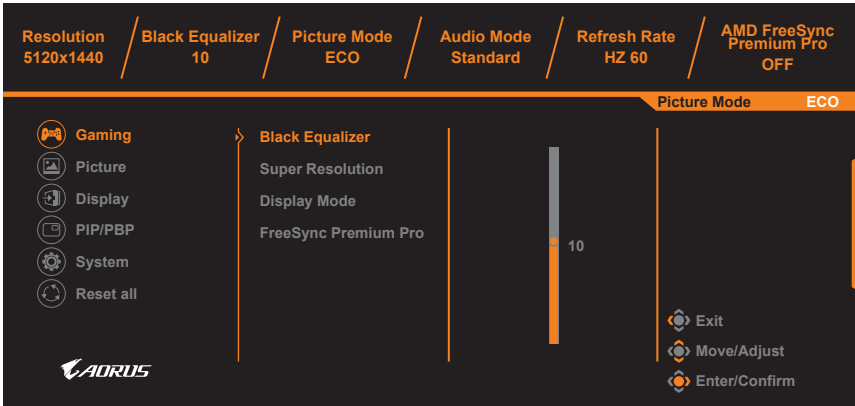 Resolution
5120x1440
Black Equalizer
10
Picture Mode
ECO
Audio Mode
Standard
Refresh Rate
HZ 60
AMD FreeSync
Premium Pro
OFF
Picture Mode ECO
Gaming
Picture
Display
PIP/PBP
System
Reset all
Black Equalizer
Super Resolution
Display Mode
FreeSync Premium Pro
10
Exit
Move/Adjust
Enter/Confirm
AORUS